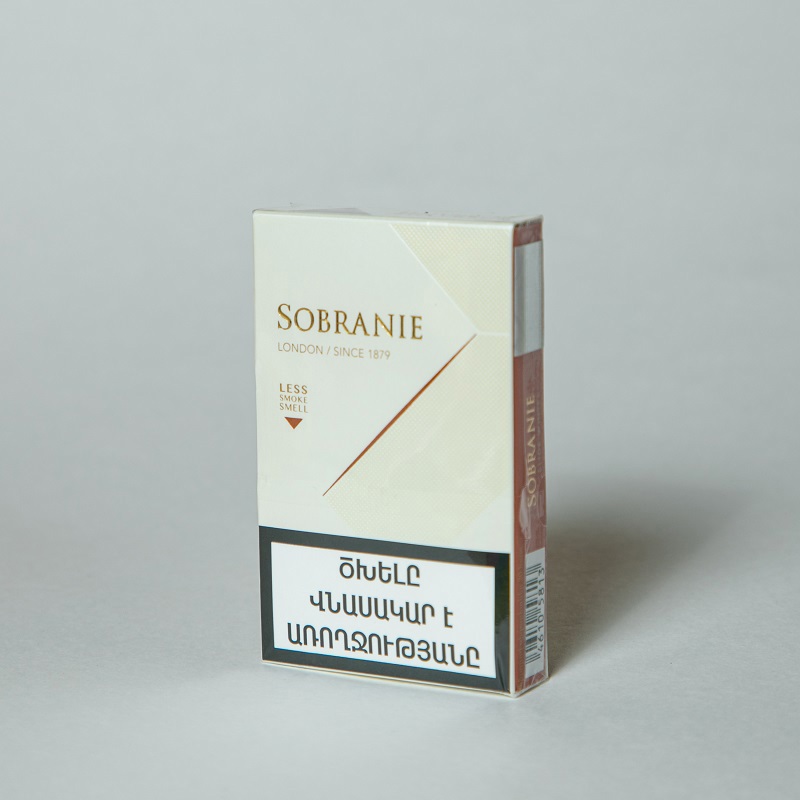 SOBRANIE
LONDON / SINCE 1879
LESS
SMOKE
SMELL
ԾԽԵԼԸ
ՎՆԱՍԱԿԱՐ Է
ԱՌՈՂՋՈՒԹՅԱՆԸ
SOBRANIE